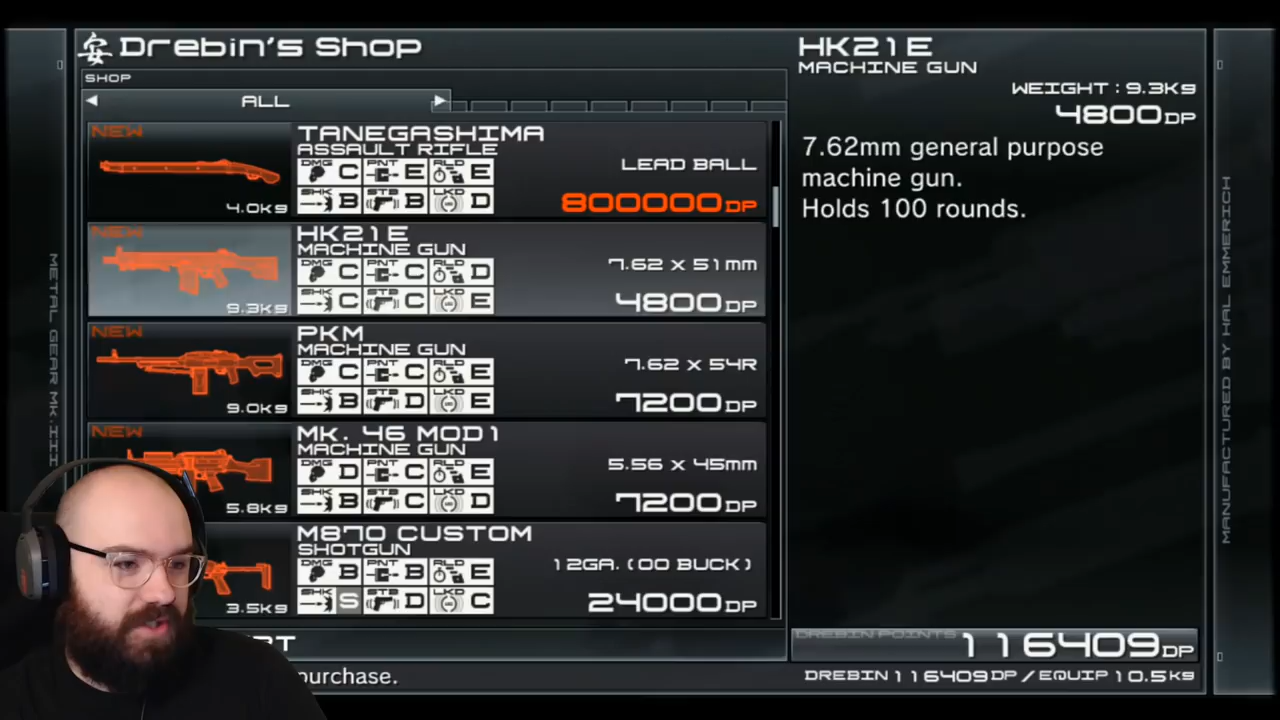 Drebin's Shop
SHOP
ALL
NEW
TANEGASHIMA
ASSAULT RIFLE
LEAD BALL
DMG C PNT E RLD E
SHK B STB B LKD D
4.0Kg
800000DP
NEW
HK21E
MACHINE GUN
7.62 x 51mm
DMG C PNT C RLD D
SHK C STB C LKD E
9.3Kg
4800DP
NEW
PKM
MACHINE GUN
7.62 x 54R
DMG C PNT C RLD E
SHK B STB D LKD E
9.0Kg
7200DP
NEW
MK. 46 MOD1
MACHINE GUN
5.56 x 45mm
DMG D PNT C RLD E
SHK B STB C LKD D
5.8Kg
7200DP
M870 CUSTOM
SHOTGUN
12GA. (00 BUCK)
DMG B PNT B RLD E
SHK S STB D LKD C
3.5Kg
24000DP
purchase.
HK21E
MACHINE GUN
WEIGHT : 9.3Kg
4800DP
7.62mm general purpose
machine gun.
Holds 100 rounds.
DREBIN POINTS 116409DP
DREBIN 116409DP / EQUIP 10.5Kg
METAL GEAR MK.III
MANUFACTURED BY HAL EMMERICH